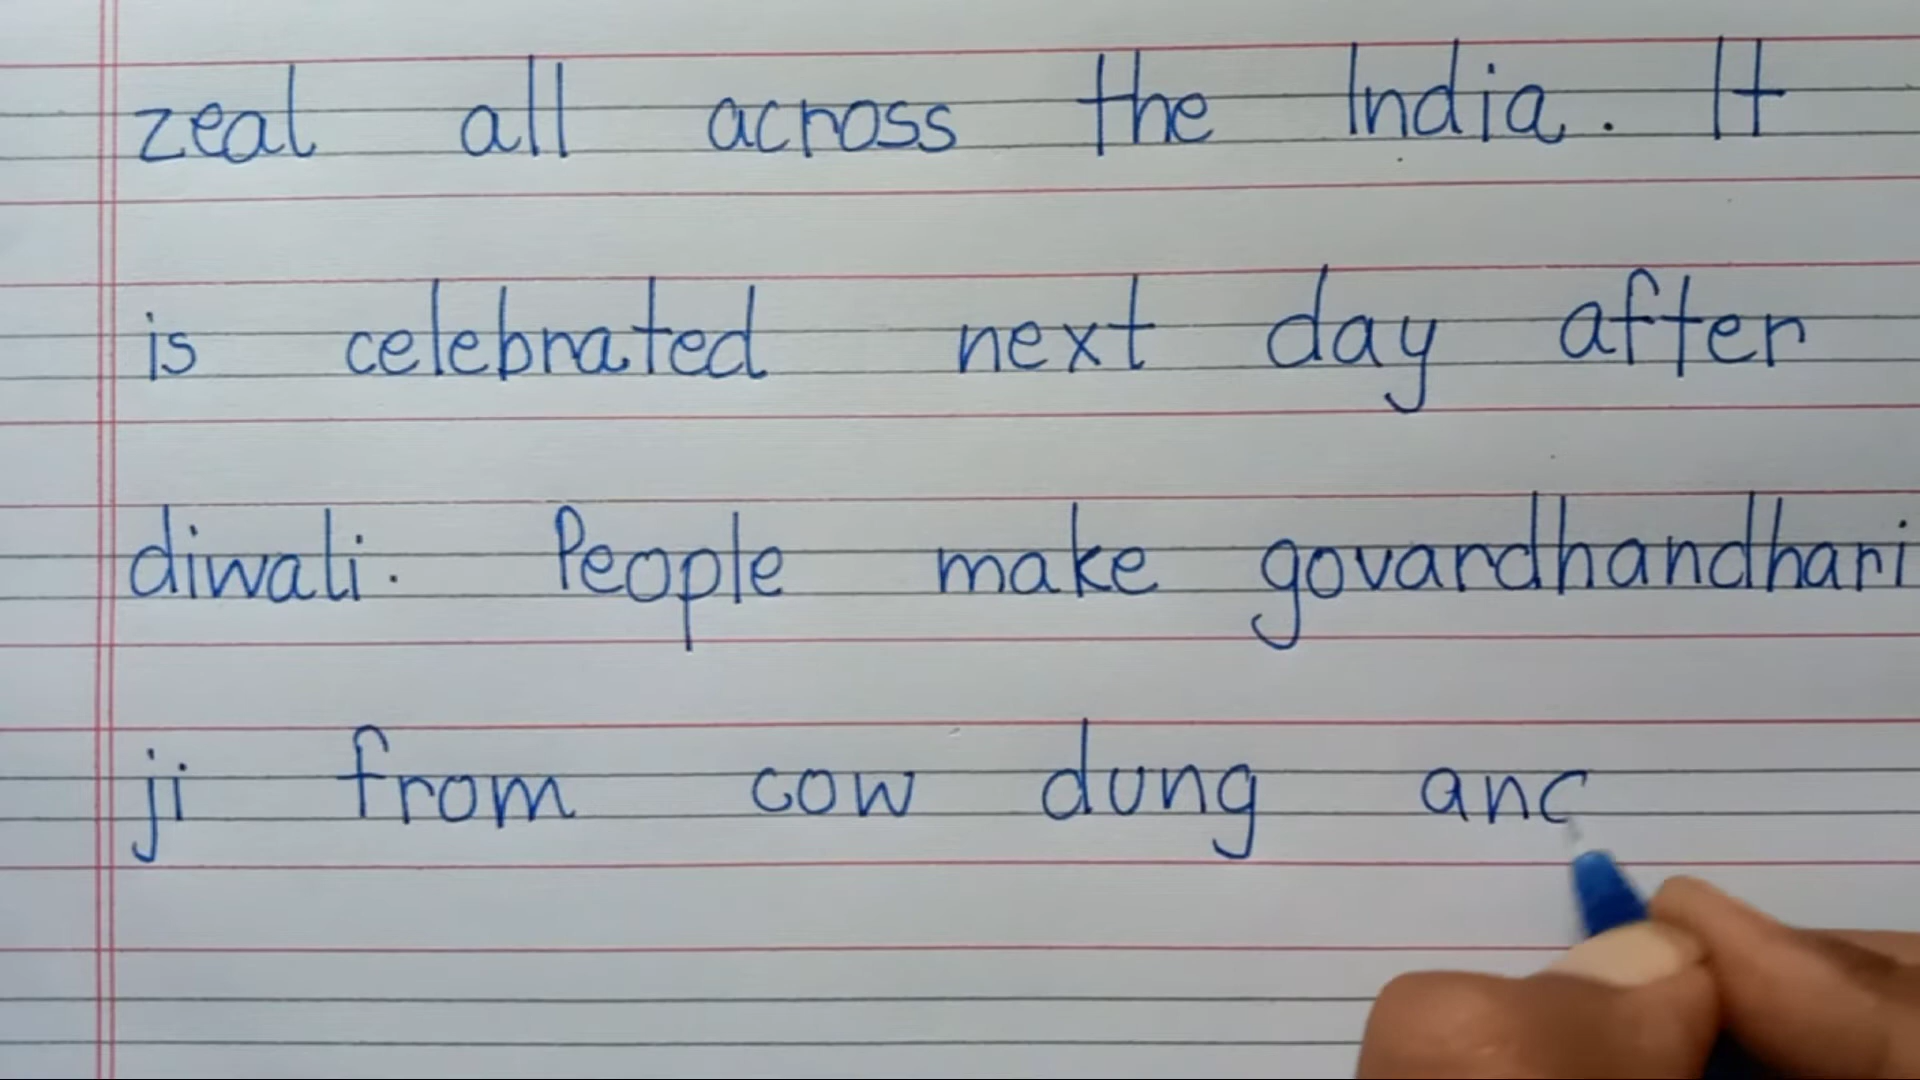 zeal all across the India. It
is celebrated next day after
diwali. People make govardhandhari
ji from cow dung anc